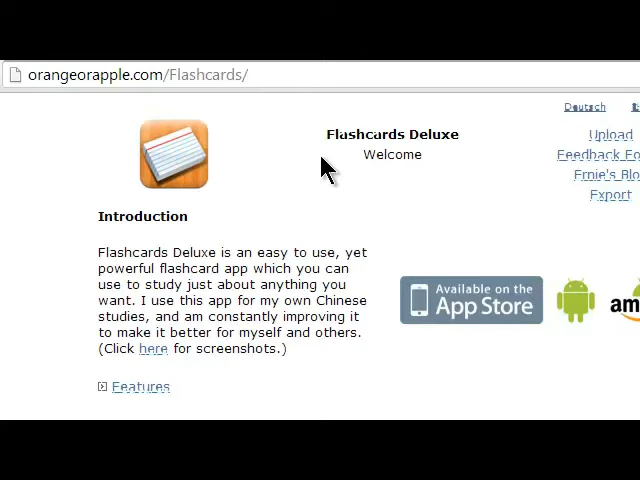 orangeorapple.com/Flashcards/
Deutsch
Flashcards Deluxe
Welcome
Upload
Feedback
Ernie's
Export
Introduction
Flashcards Deluxe is an easy to use, yet
powerful flashcard app which you can
use to study just about anything you
want. I use this app for my own Chinese
studies, and am constantly improving it
to make it better for myself and others.
(Click here for screenshots.)
Available on the
App Store
Features